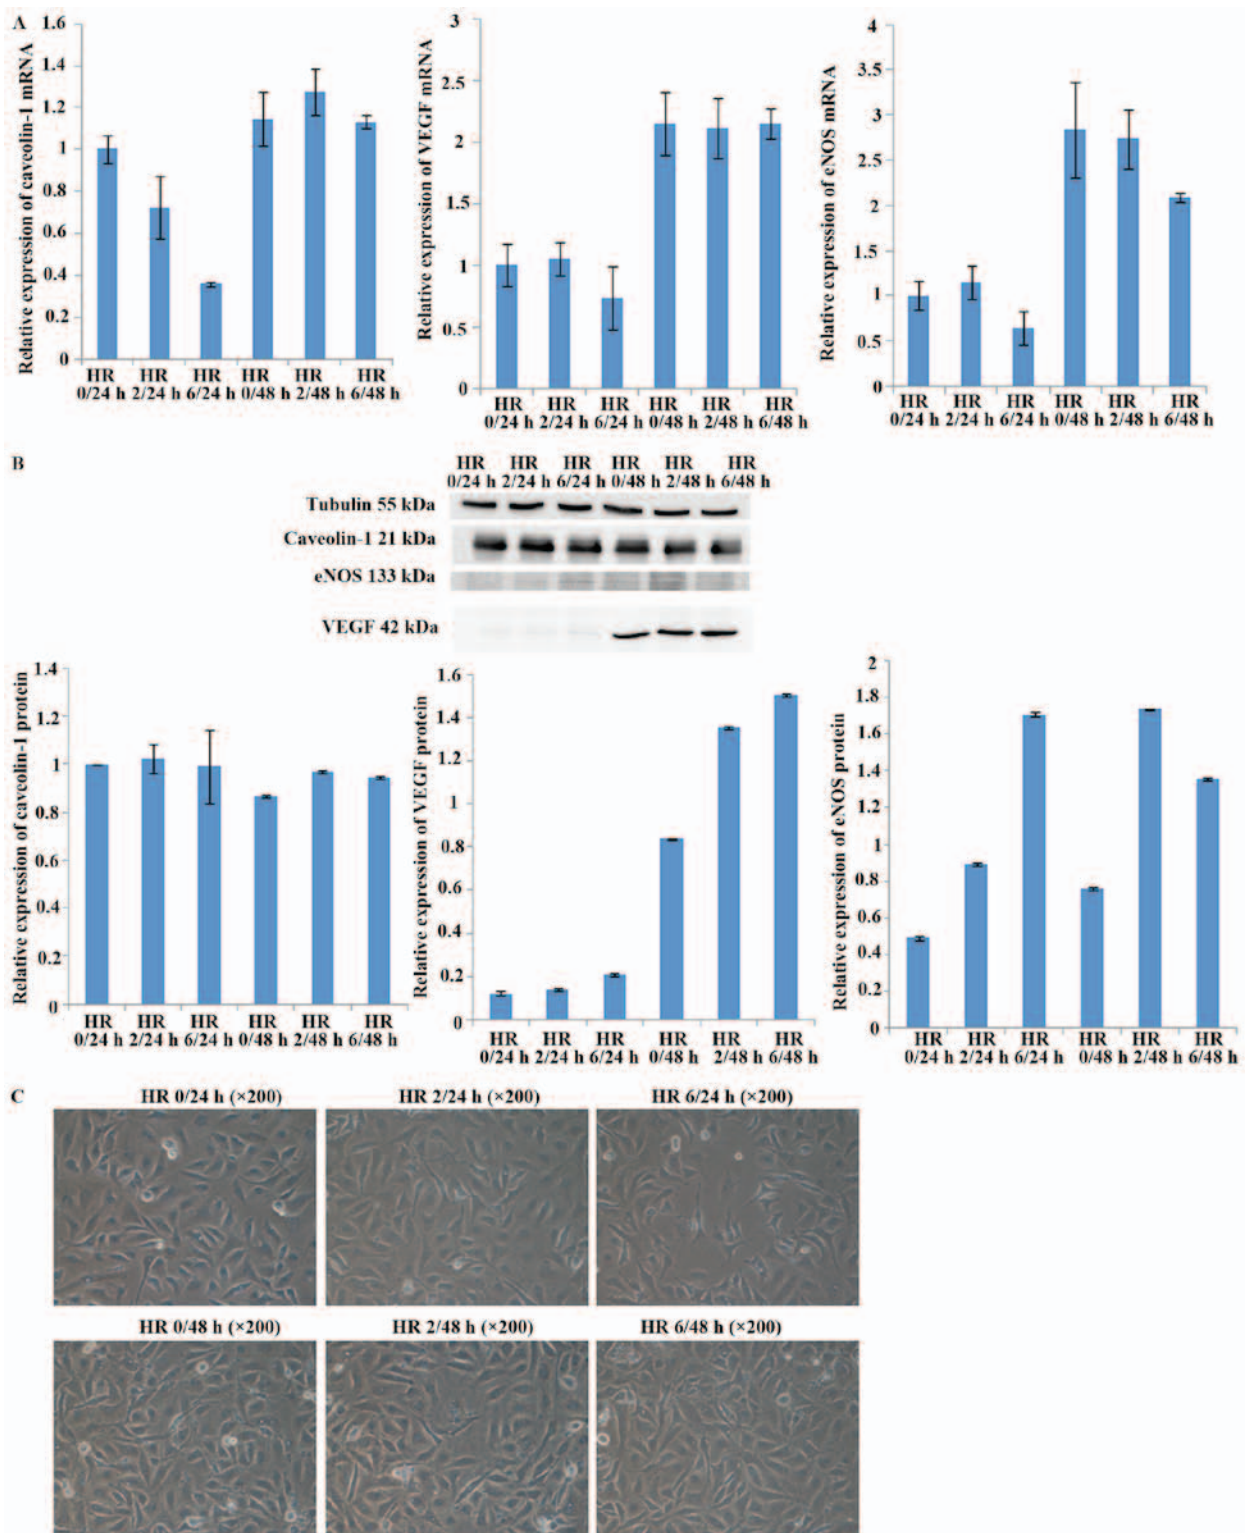 A
Relative expression of caveolin-1 mRNA
1.6
1.4
1.2
1
0.8
0.6
0.4
0.2
0
HR HR HR HR HR HR
0/24 h 2/24 h 6/24 h 0/48 h 2/48 h 6/48 h
Relative expression of VEGF mRNA
3
2.5
2
1.5
1
0.5
0
HR HR HR HR HR HR
0/24 h 2/24 h 6/24 h 0/48 h 2/48 h 6/48 h
Relative expression of eNOS mRNA
4
3.5
3
2.5
2
1.5
1
0.5
0
HR HR HR HR HR HR
0/24 h 2/24 h 6/24 h 0/48 h 2/48 h 6/48 h
B
HR HR HR HR HR HR
0/24 h 2/24 h 6/24 h 0/48 h 2/48 h 6/48 h
Tubulin 55 kDa
Caveolin-1 21 kDa
eNOS 133 kDa
VEGF 42 kDa
Relative expression of caveolin-1 protein
1.4
1.2
1
0.8
0.6
0.4
0.2
0
HR HR HR HR HR HR
0/24 h 2/24 h 6/24 h 0/48 h 2/48 h 6/48 h
Relative expression of VEGF protein
1.6
1.4
1.2
1
0.8
0.6
0.4
0.2
0
HR HR HR HR HR HR
0/24 h 2/24 h 6/24 h 0/48 h 2/48 h 6/48 h
Relative expression of eNOS protein
2
1.8
1.6
1.4
1.2
1
0.8
0.6
0.4
0.2
0
HR HR HR HR HR HR
0/24 h 2/24 h 6/24 h 0/48 h 2/48 h 6/48 h
C
HR 0/24 h (×200) HR 2/24 h (×200) HR 6/24 h (×200)
HR 0/48 h (×200) HR 2/48 h (×200) HR 6/48 h (×200)